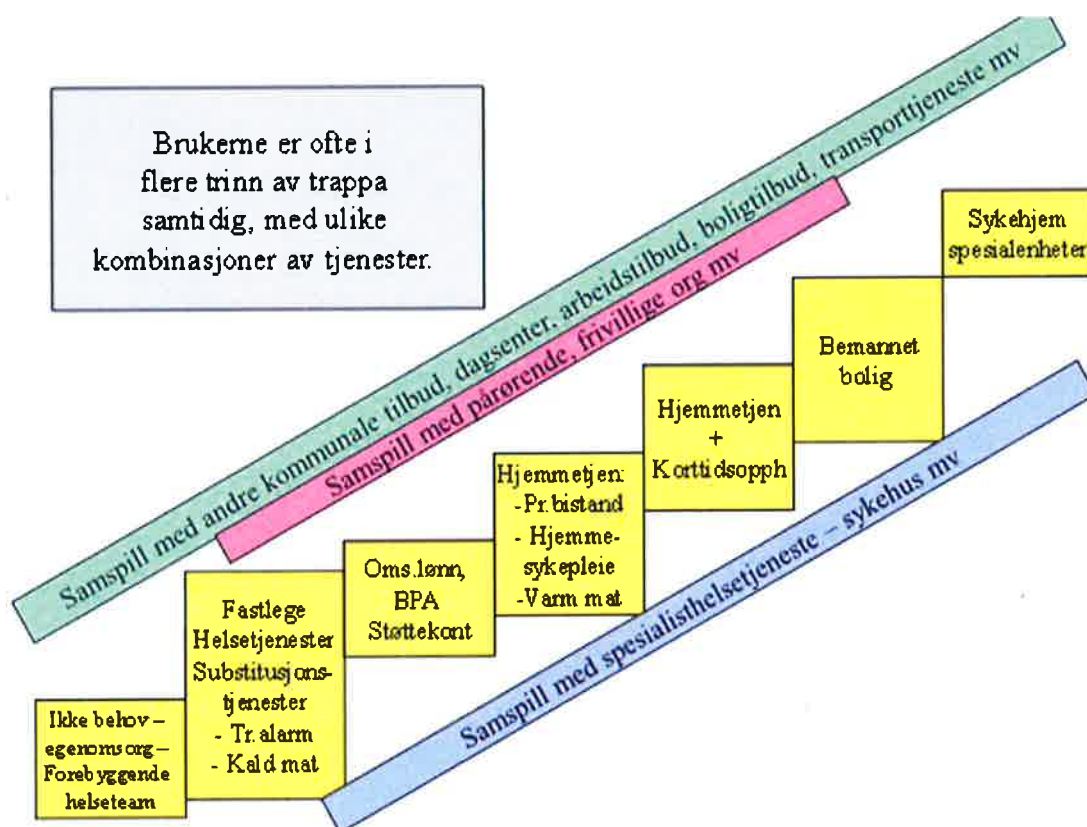 Brukerne er ofte i
flere trinn av trappa
samtidig, med ulike
kombinasjoner av tjenester.
Samspill med andre kommunale tilbud, dagsenter, arbeidstilbud, boligtilbud, transporttjeneste mv
Samspill med pårørende, frivillige org mv
Sykehjem
spesialenheter
Bemannet
bolig
Hjemmetjen
+
Korttidsopph
Hjemmetjen:
-Pr.bistand
- Hjemme-
sykepleie
-Varm mat
Oms.lønn,
BPA
Støttekont
Fastlege
Helsetjenester
Substitusjons-
tjenester
- Tr.alarm
- Kald mat
Ikke behov –
egenomsorg –
Forebyggende
helseteam
Samspill med spesialisthelsetjeneste – sykehus mv